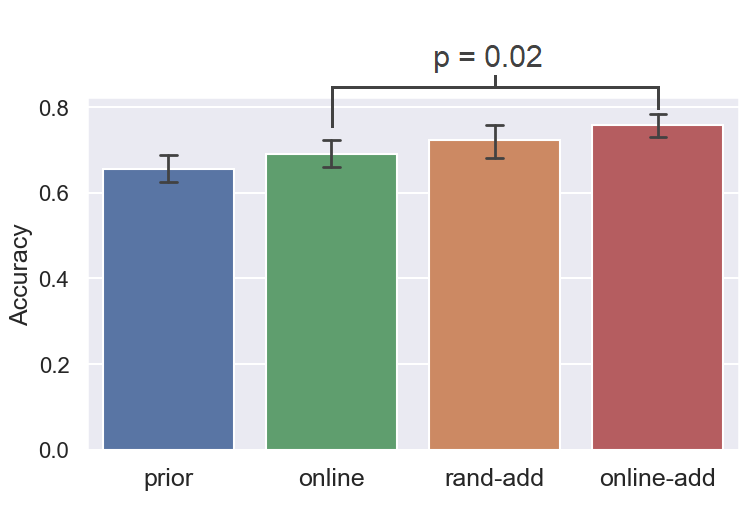 p = 0.02
0.8
0.6
0.4
0.2
0.0
Accuracy
prior
online
rand-add
online-add